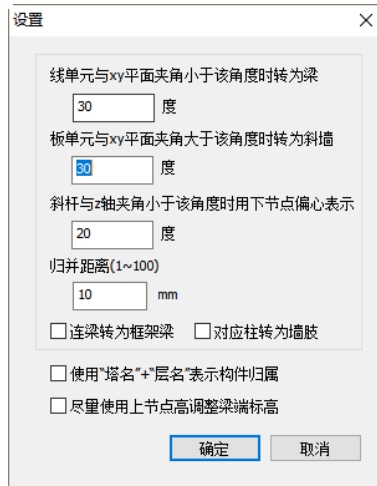 设置
线单元与xy平面夹角小于该角度时转为梁
30 度
板单元与xy平面夹角大于该角度时转为斜墙
30 度
斜杆与z轴夹角小于该角度时用下节点偏心表示
20 度
归并距离(1~100)
10 mm
连梁转为框架梁 对应柱转为墙肢
使用"塔名"+"层名"表示构件归属
尽量使用上节点高调整梁端标高
确定 取消